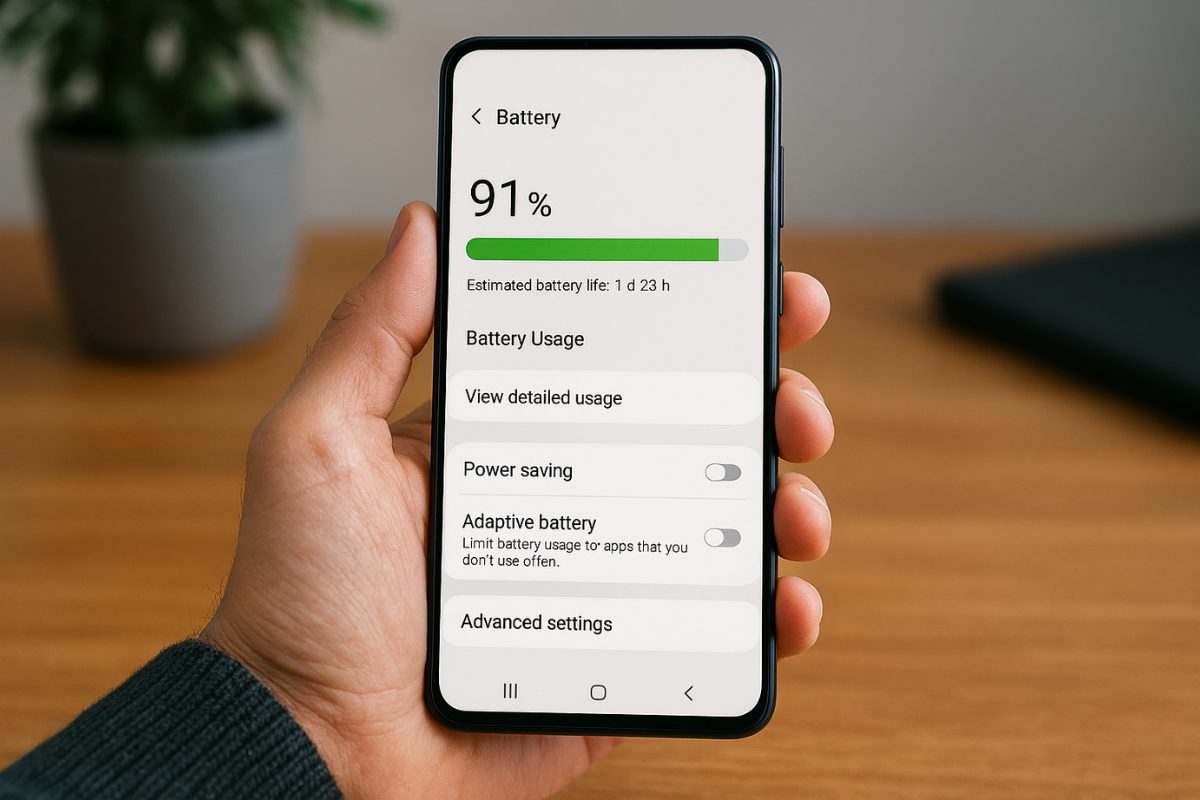 Battery
91%
Estimated battery life: 1 d 23 h
Battery Usage
View detailed usage
Power saving
Adaptive battery
Limit battery usage to· apps that you
don't use offen.
Advanced settings